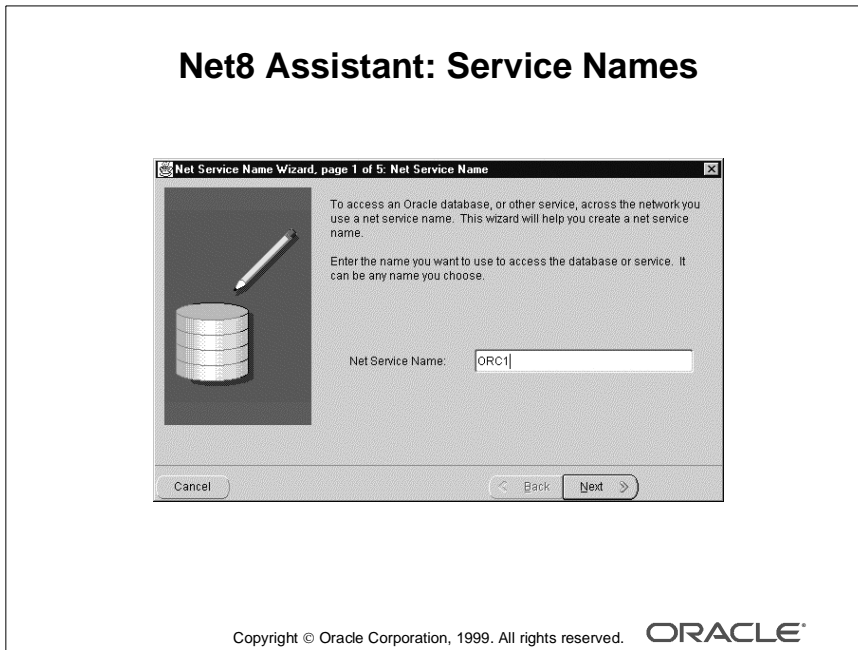 Net8 Assistant: Service Names
Net Service Name Wizard, page 1 of 5: Net Service Name
To access an Oracle database, or other service, across the network you
use a net service name. This wizard will help you create a net service
name.
Enter the name you want to use to access the database or service. It
can be any name you choose.
Net Service Name: ORC1
Cancel Back Next
Copyright © Oracle Corporation, 1999. All rights reserved. ORACLE®